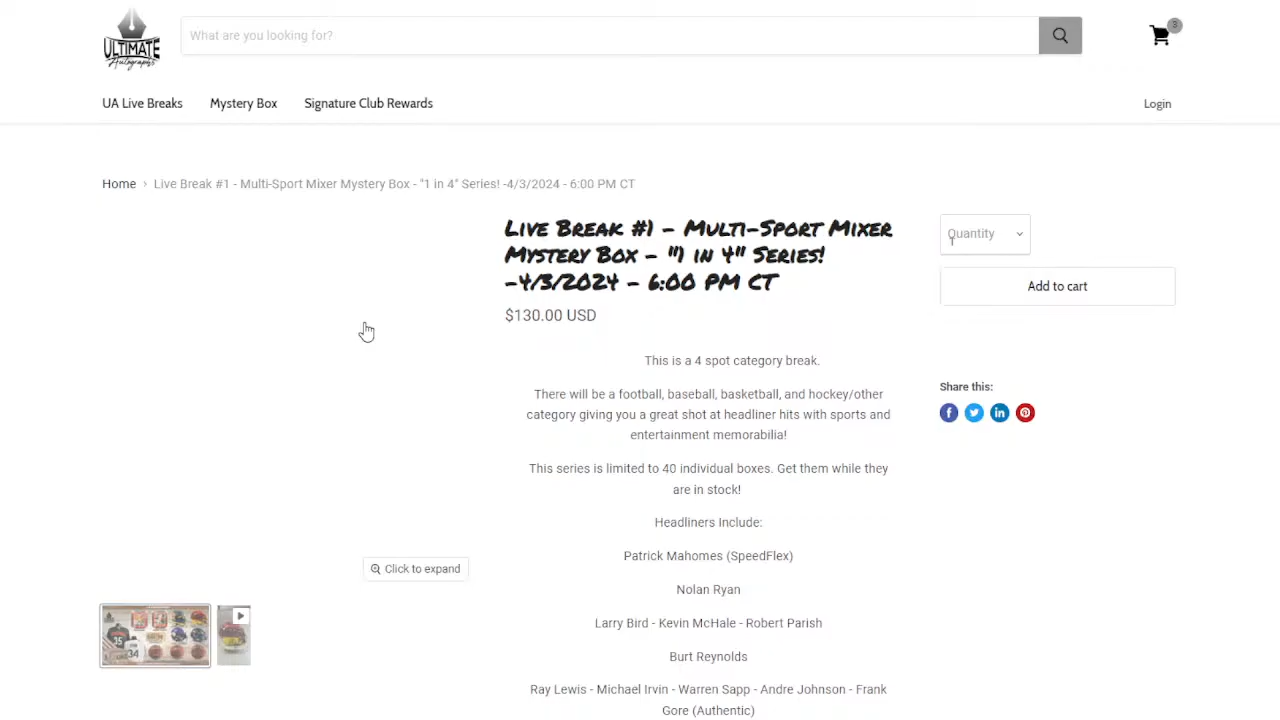 ULTIMATE
Autographs
What are you looking for?
3
UA Live Breaks
Mystery Box
Signature Club Rewards
Login
Home › Live Break #1 - Multi-Sport Mixer Mystery Box - "1 in 4" Series! -4/3/2024 - 6:00 PM CT
Live Break #1 - Multi-Sport Mixer
Mystery Box - "1 in 4" Series!
-4/3/2024 - 6:00 PM CT
$130.00 USD
This is a 4 spot category break.
There will be a football, baseball, basketball, and hockey/other
category giving you a great shot at headliner hits with sports and
entertainment memorabilia!
This series is limited to 40 individual boxes. Get them while they
are in stock!
Headliners Include:
Patrick Mahomes (SpeedFlex)
Nolan Ryan
Larry Bird - Kevin McHale - Robert Parish
Burt Reynolds
Ray Lewis - Michael Irvin - Warren Sapp - Andre Johnson - Frank
Gore (Authentic)
Quantity
Add to cart
Share this:
Click to expand
35
34